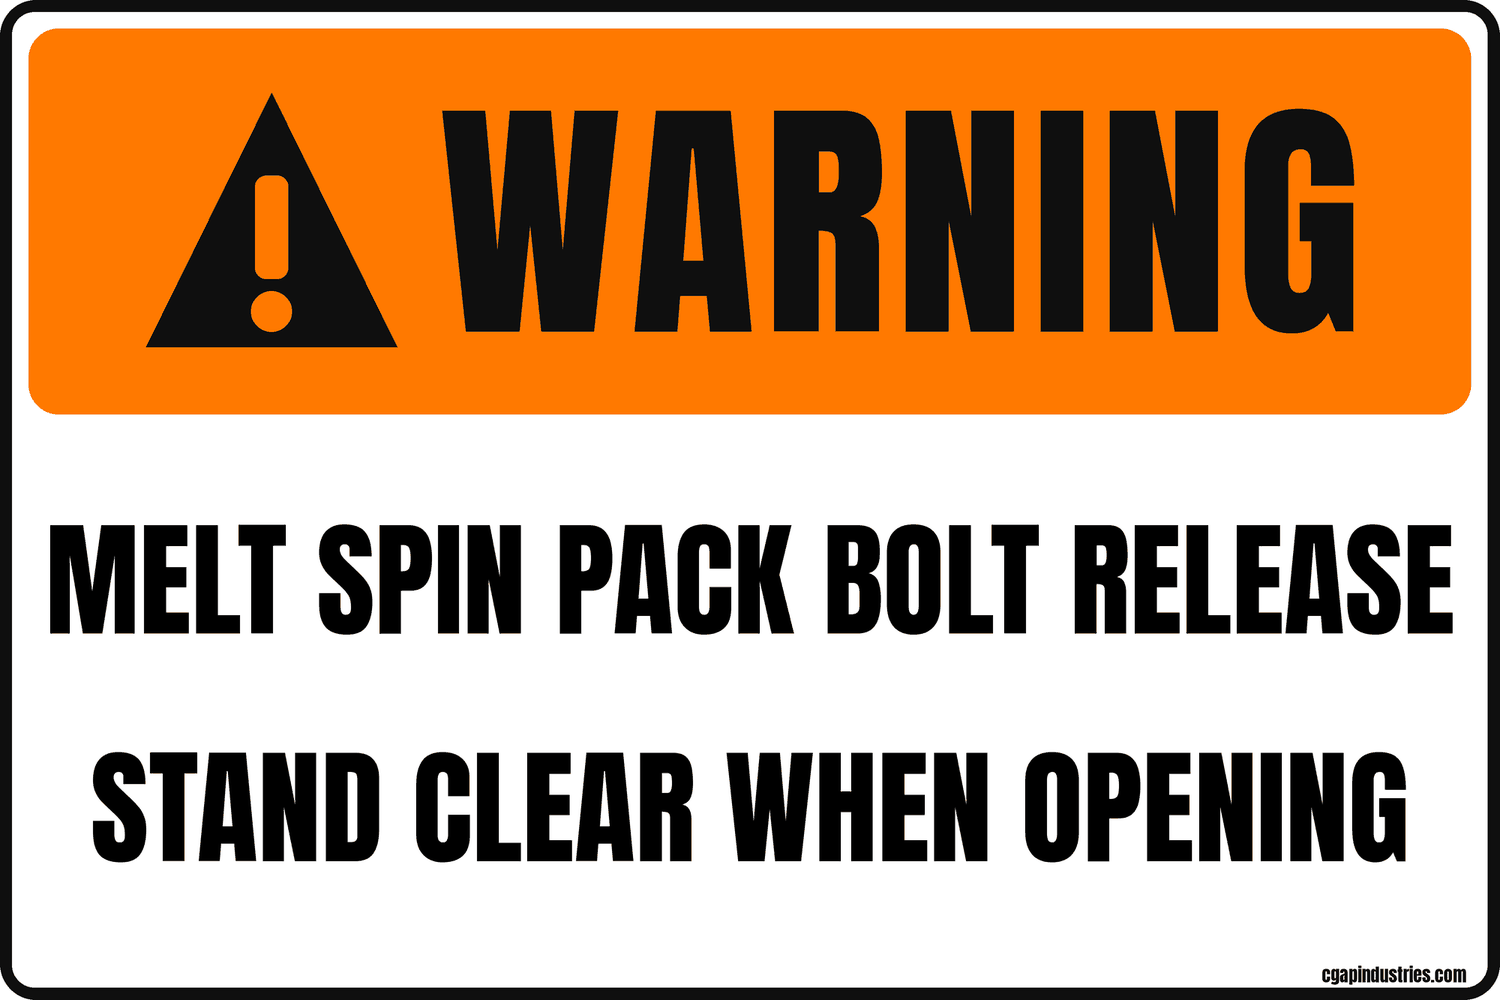 WARNING
MELT SPIN PACK BOLT RELEASE
STAND CLEAR WHEN OPENING
cgapindustries.com